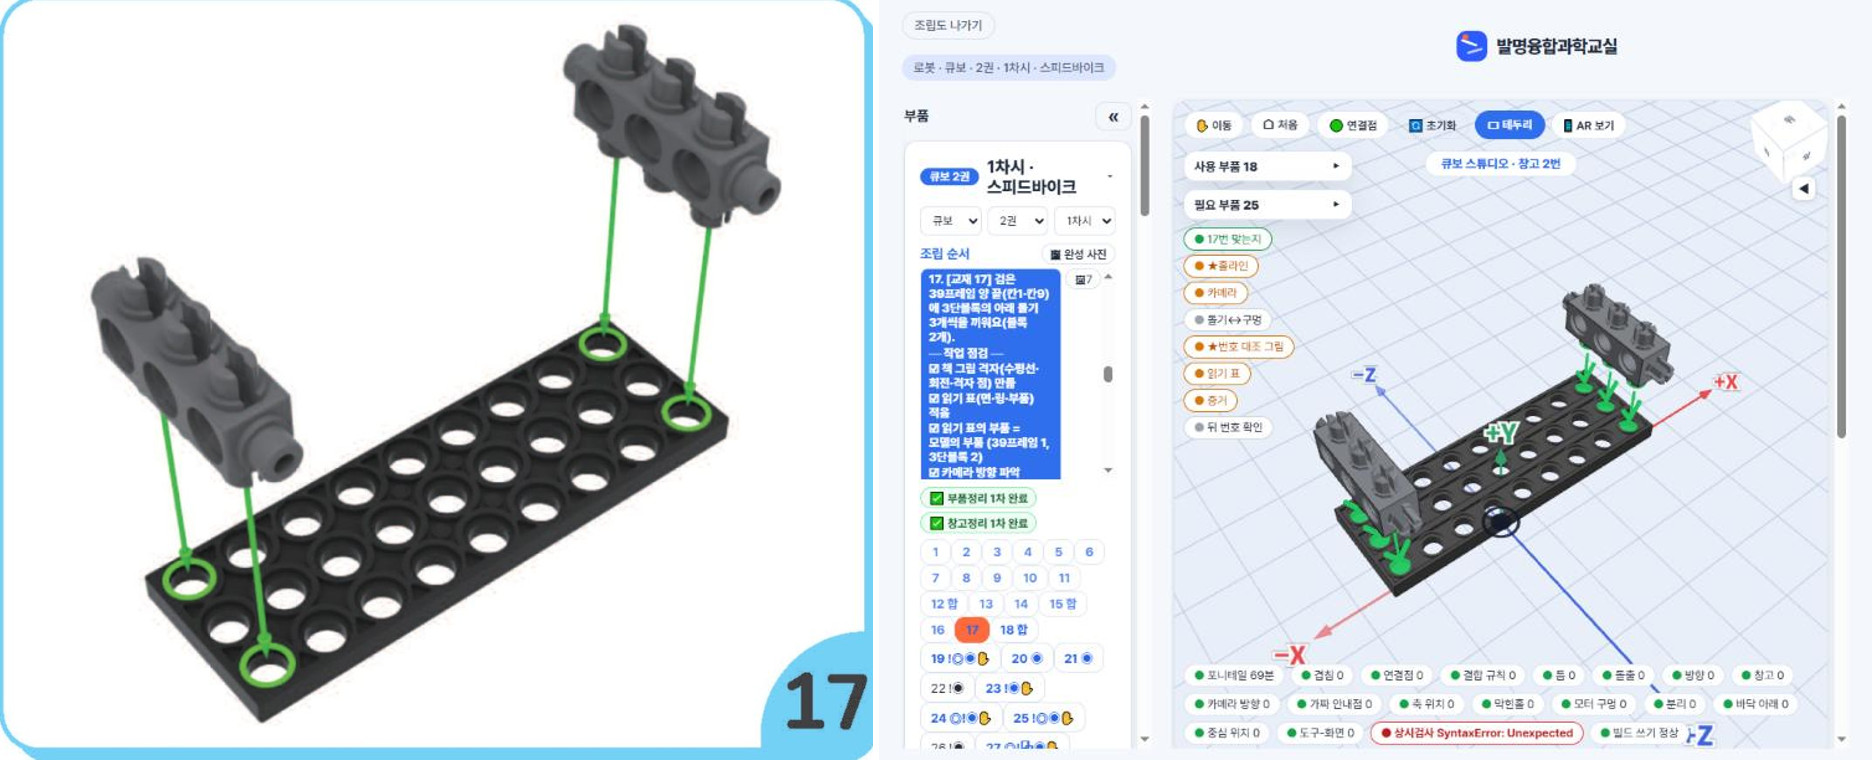 17
조립도 나가기
로봇 · 큐보 · 2권 · 1차시 · 스피드바이크
발명융합과학교실
부품
«
큐보 2권
1차시 ·
스피드바이크
큐보
2권
1차시
조립 순서
완성 사진
17. [교재 17] 검은
39프레임 양 끝(칸1·칸9)
에 3단블록의 아래 돌기
3개씩을 끼워요(블록
2개).
— 작업 점검 —
☑ 책 그림 격자(수평선·
회전·격자 점) 만듦
☑ 읽기 표(면·링·부품)
적음
☑ 읽기 표의 부품 =
모델의 부품 (39프레임 1,
3단블록 2)
☑ 카메라 방향 파악
7
부품정리 1차 완료
창고정리 1차 완료
1 2 3 4 5 6
7 8 9 10 11
12 합 13 14 15 합
16 17 18 합
19 ! 20 21
22 ! 23 !
24 ! 25 !
26 ! 27
이동
처음
연결점
초기화
테두리
AR 보기
사용 부품 18
큐보 스튜디오 · 창고 2번
필요 부품 25
17번 맞는지
★홀라인
카메라
돌기↔구멍
★번호 대조 그림
읽기 표
증거
뒤 번호 확인
−Z
+X
+Y
−X
포니테일 69분
겹침 0
연결점 0
결합 규칙 0
틈 0
돌출 0
방향 0
창고 0
카메라 방향 0
가짜 안내점 0
축 위치 0
막힌홀 0
모터 구멍 0
분리 0
바닥 아래 0
중심 위치 0
도구-화면 0
상시검사 SyntaxError: Unexpected
빌드 쓰기 정상
Z